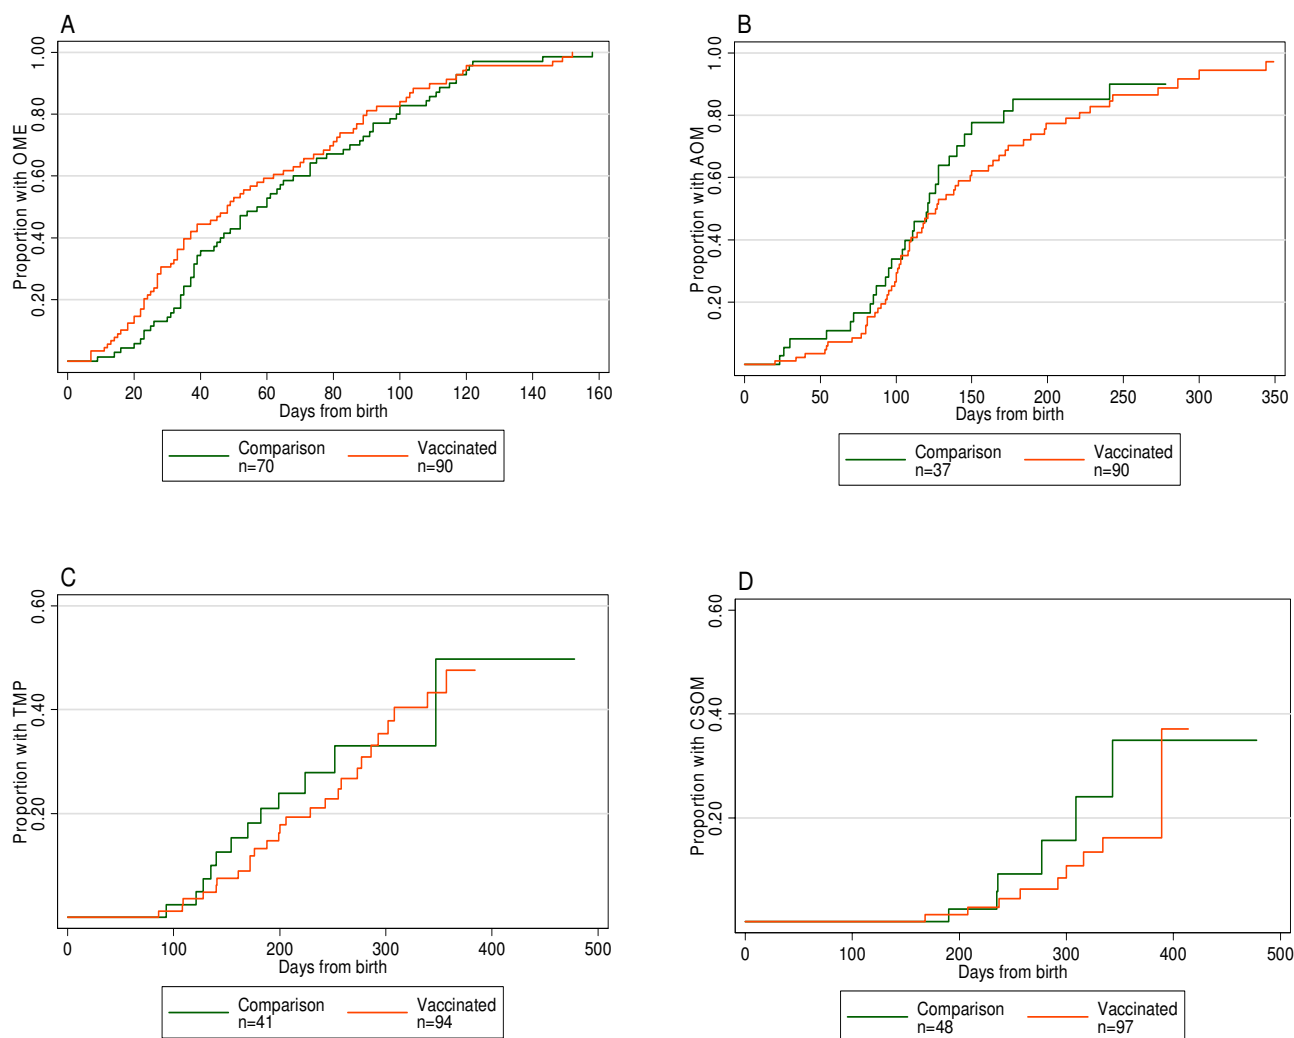 A
Proportion with OME
1.00
0.80
0.60
0.40
0.20
0 20 40 60 80 100 120 140 160
Days from birth
Comparison Vaccinated
n=70 n=90
B
Proportion with AOM
1.00
0.80
0.60
0.40
0.20
0 50 100 150 200 250 300 350
Days from birth
Comparison Vaccinated
n=37 n=90
C
Proportion with TMP
0.60
0.40
0.20
0 100 200 300 400 500
Days from birth
Comparison Vaccinated
n=41 n=94
D
Proportion with CSOM
0.60
0.40
0.20
0 100 200 300 400 500
Days from birth
Comparison Vaccinated
n=48 n=97